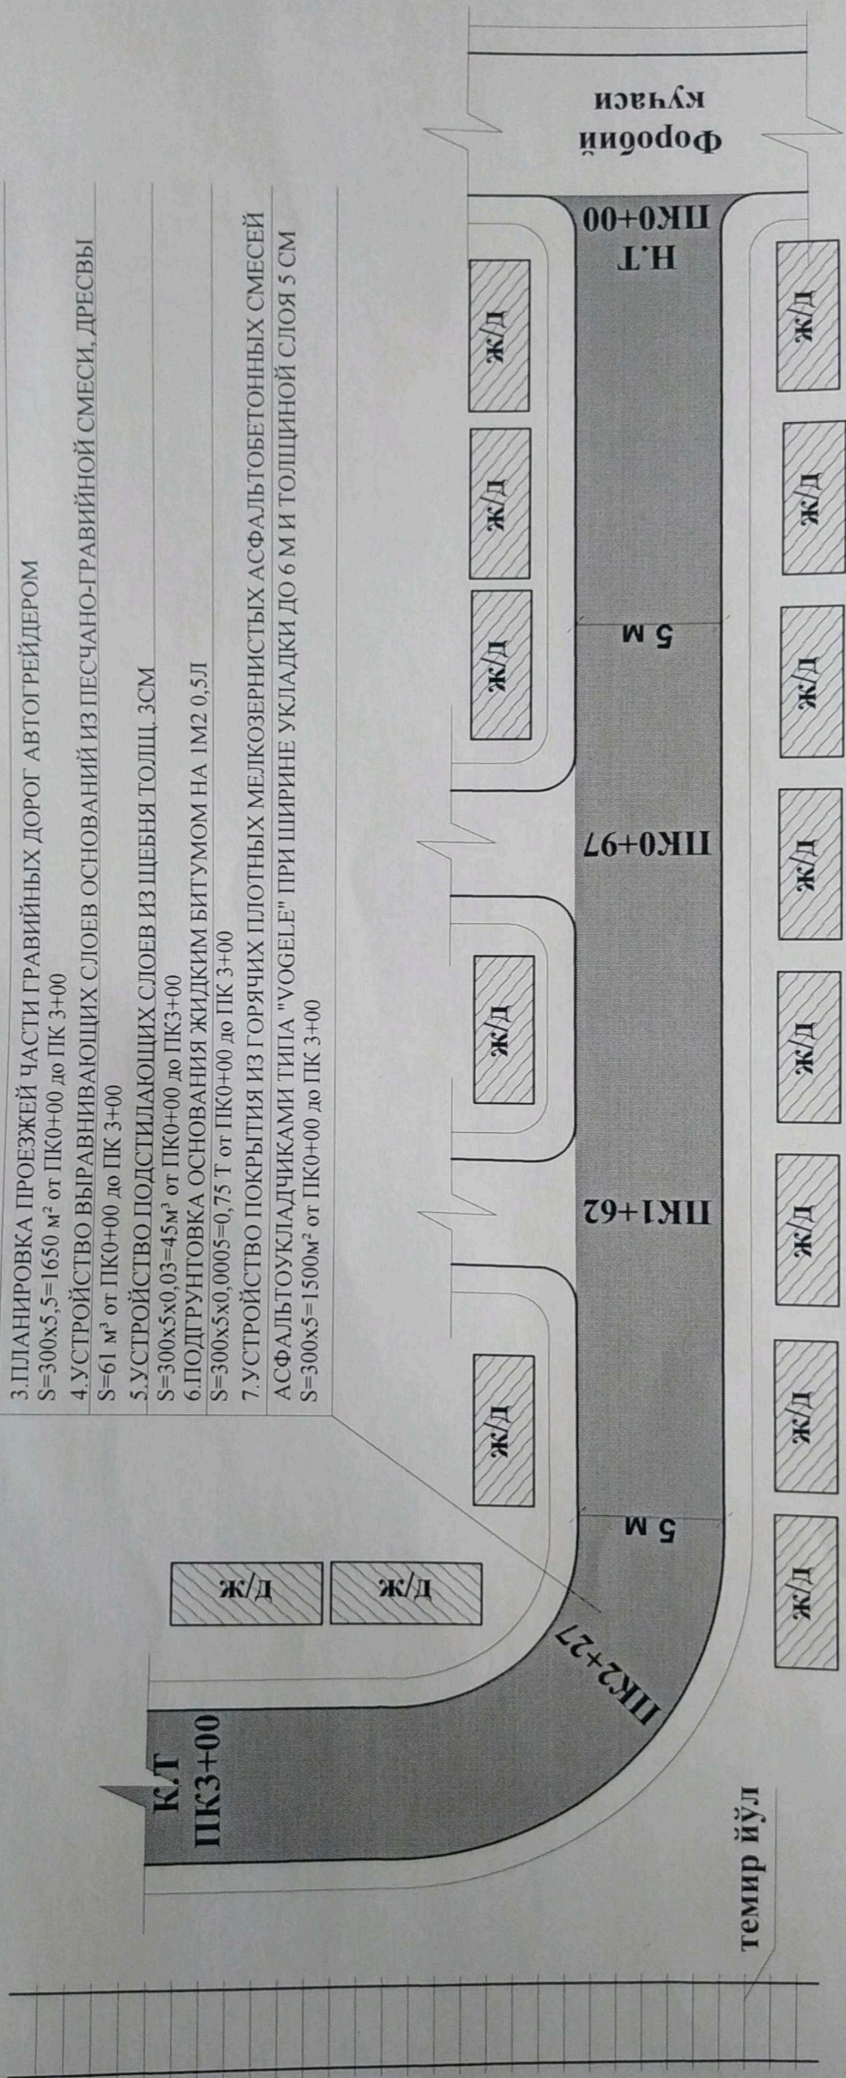 3.ПЛАНИРОВКА ПРОЕЗЖЕЙ ЧАСТИ ГРАВИЙНЫХ ДОРОГ АВТОГРЕЙДЕРОМ
S=300х5,5=1650 м² от ПК0+00 до ПК 3+00
4.УСТРОЙСТВО ВЫРАВНИВАЮЩИХ СЛОЕВ ОСНОВАНИЙ ИЗ ПЕСЧАНО-ГРАВИЙНОЙ СМЕСИ, ДРЕСВЫ
S=61 м³ от ПК0+00 до ПК 3+00
5.УСТРОЙСТВО ПОДСТИЛАЮЩИХ СЛОЕВ ИЗ ЩЕБНЯ ТОЛЩ. 3СМ
S=300х5х0,03=45м³ от ПК0+00 до ПК3+00
6.ПОДГРУНТОВКА ОСНОВАНИЯ ЖИДКИМ БИТУМОМ НА 1М2 0,5Л
S=300х5х0,0005=0,75 Т от ПК0+00 до ПК 3+00
7.УСТРОЙСТВО ПОКРЫТИЯ ИЗ ГОРЯЧИХ ПЛОТНЫХ МЕЛКОЗЕРНИСТЫХ АСФАЛЬТОБЕТОННЫХ СМЕСЕЙ
АСФАЛЬТОУКЛАДЧИКАМИ ТИПА "VOGELE" ПРИ ШИРИНЕ УКЛАДКИ ДО 6 М И ТОЛЩИНОЙ СЛОЯ 5 СМ
S=300х5=1500м² от ПК0+00 до ПК 3+00
К.Т
ПК3+00
Ж/Д
Ж/Д
Ж/Д
Ж/Д
Ж/Д
Ж/Д
Ж/Д
ПК2+27
5 м
ПК1+62
ПК0+97
5 м
Н.Т
ПК0+00
Форобий
кучаси
Ж/Д
Ж/Д
Ж/Д
Ж/Д
Ж/Д
Ж/Д
Ж/Д
Ж/Д
темир йўл